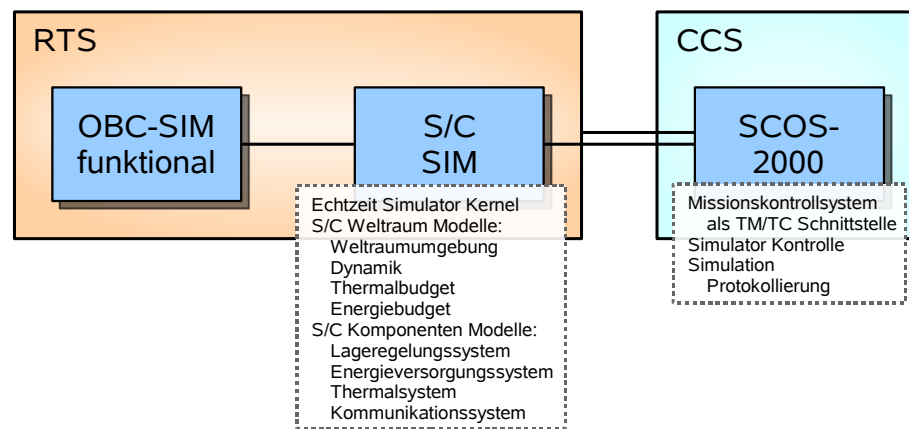 RTS
OBC-SIM
funktional
S/C
SIM
Echtzeit Simulator Kernel
S/C Weltraum Modelle:
Weltraumumgebung
Dynamik
Thermalbudget
Energiebudget
S/C Komponenten Modelle:
Lageregelungssystem
Energieversorgungssystem
Thermalsystem
Kommunikationssystem
CCS
SCOS-
2000
Missionskontrollsystem
als TM/TC Schnittstelle
Simulator Kontrolle
Simulation
Protokollierung